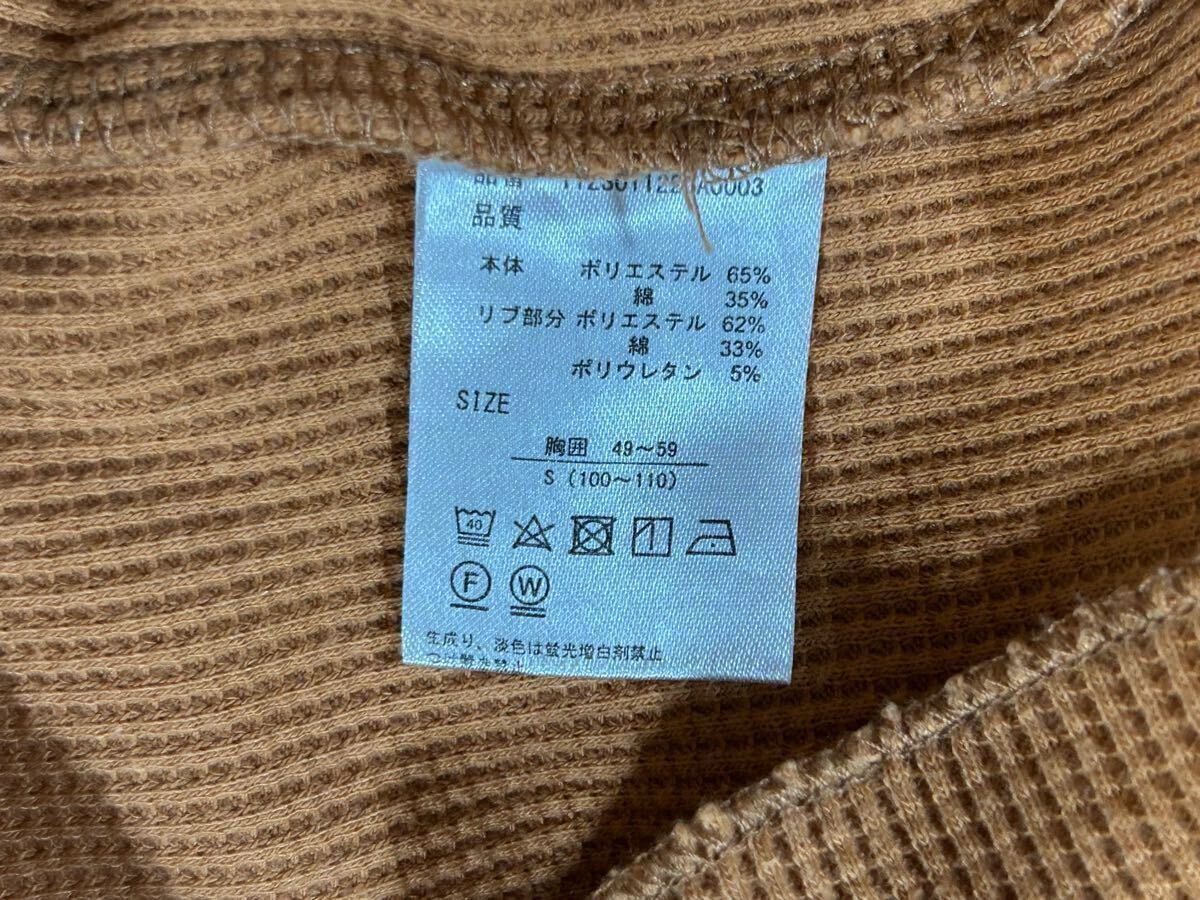 品質
本体 ポリエステル 65%
綿 35%
リブ部分 ポリエステル 62%
綿 33%
ポリウレタン 5%
SIZE
胸囲 49～59
S (100～110)
40
F W
生成り、淡色は蛍光増白剤禁止